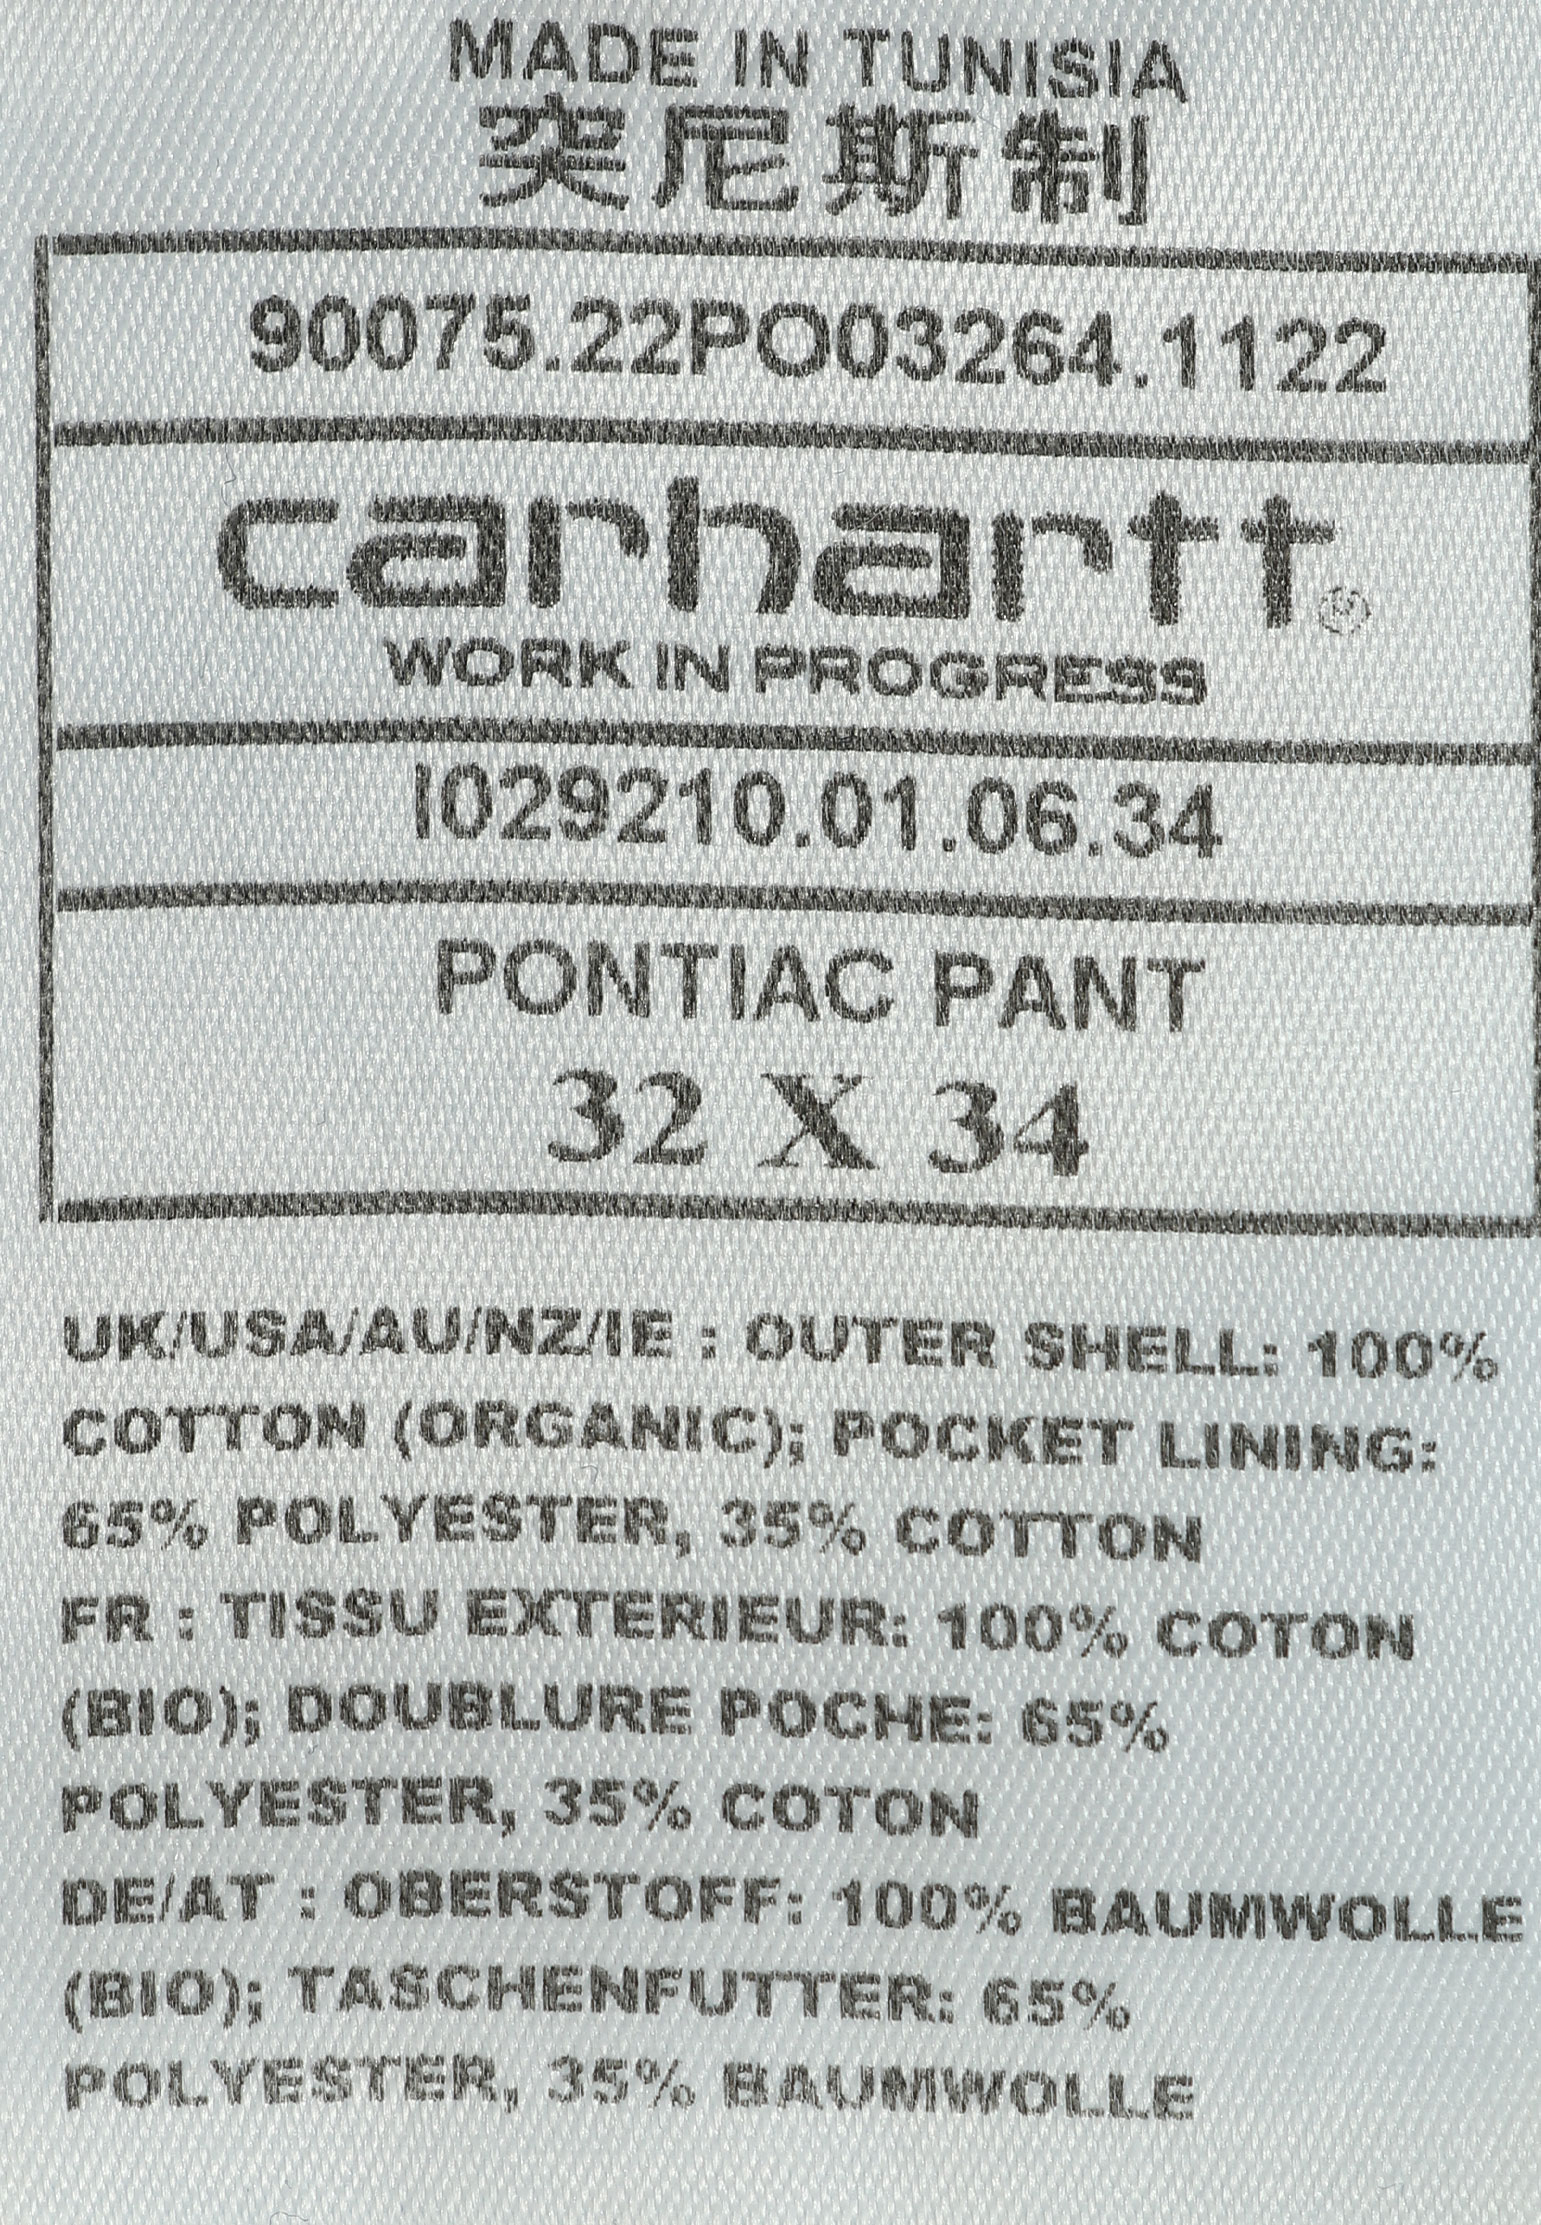 MADE IN TUNISIA
突尼斯制
90075.22PO03264.1122
carhartt®
WORK IN PROGRESS
I029210.01.06.34
PONTIAC PANT
32 X 34
UK/USA/AU/NZ/IE : OUTER SHELL: 100%
COTTON (ORGANIC); POCKET LINING:
65% POLYESTER, 35% COTTON
FR : TISSU EXTERIEUR: 100% COTON
(BIO); DOUBLURE POCHE: 65%
POLYESTER, 35% COTON
DE/AT : OBERSTOFF: 100% BAUMWOLLE
(BIO); TASCHENFUTTER: 65%
POLYESTER, 35% BAUMWOLLE